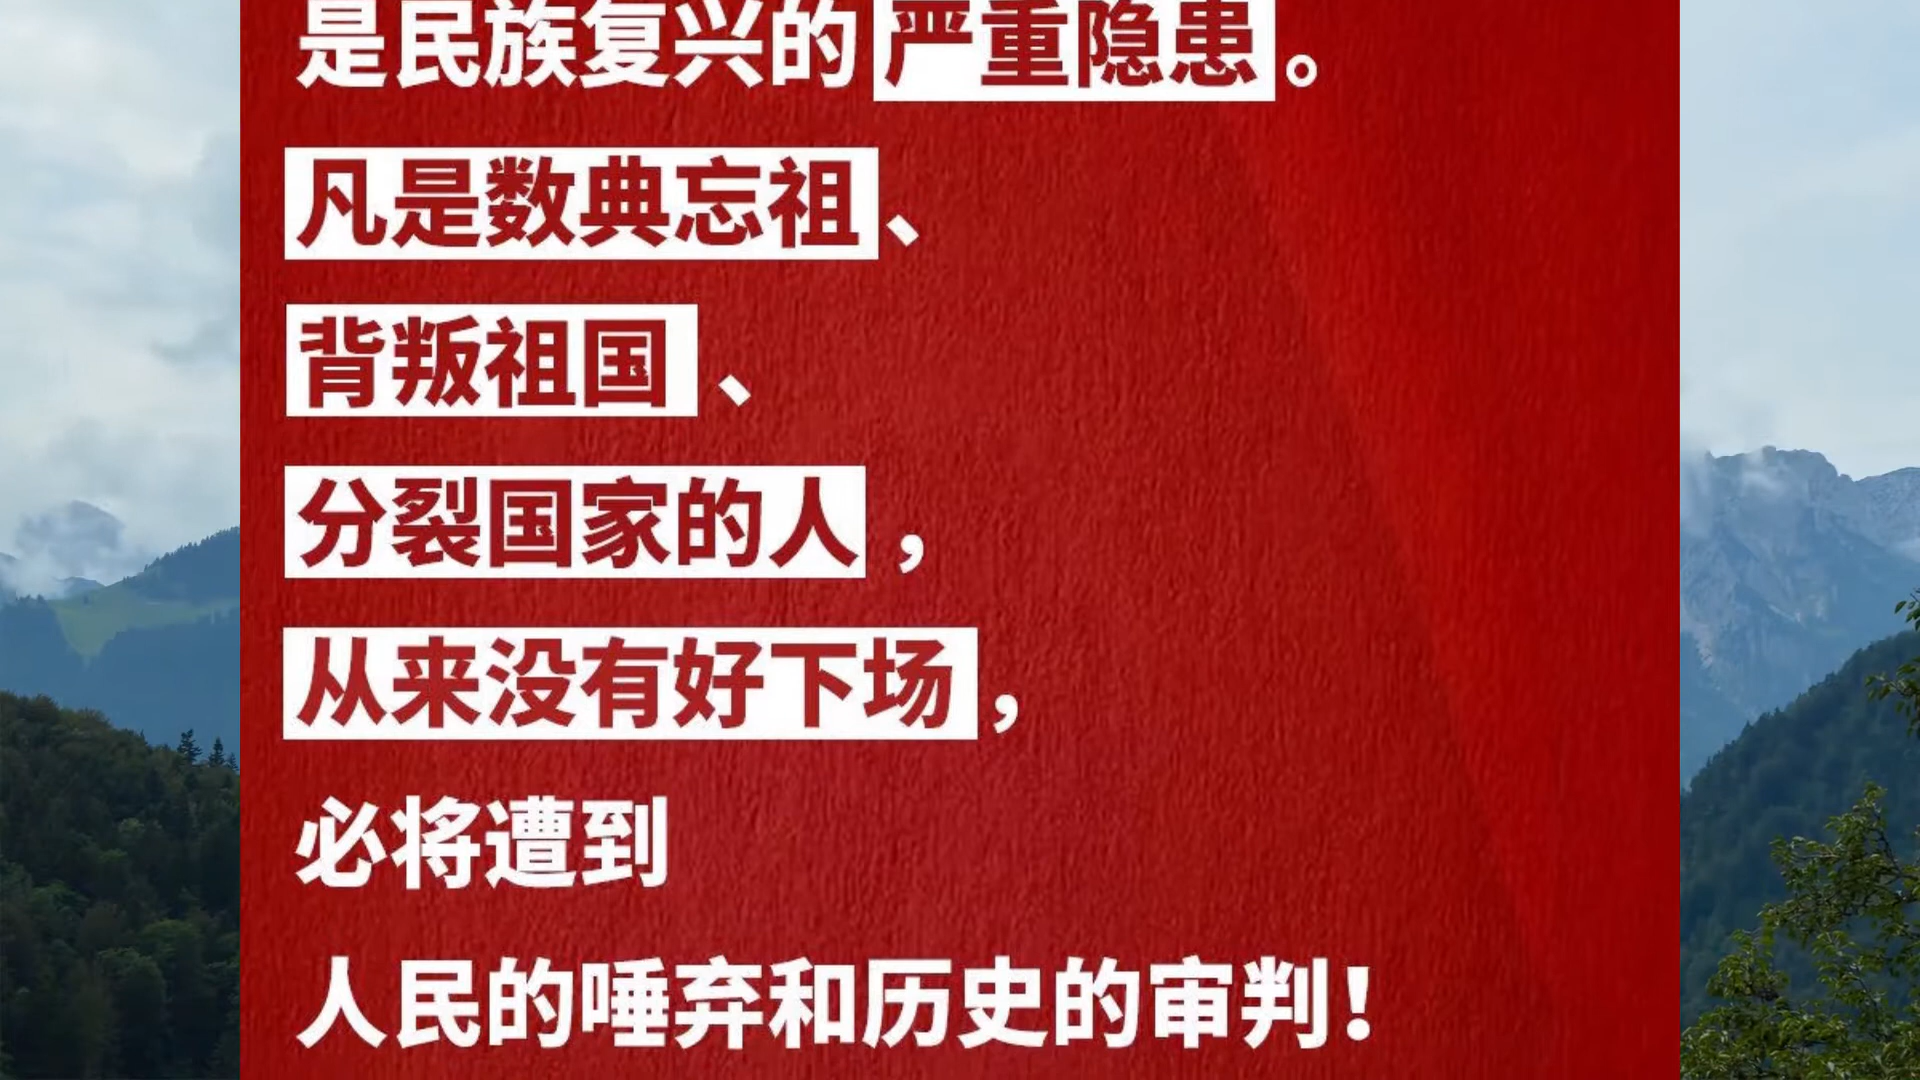 是民族复兴的严重隐患。
凡是数典忘祖、
背叛祖国、
分裂国家的人，
从来没有好下场，
必将遭到
人民的唾弃和历史的审判！